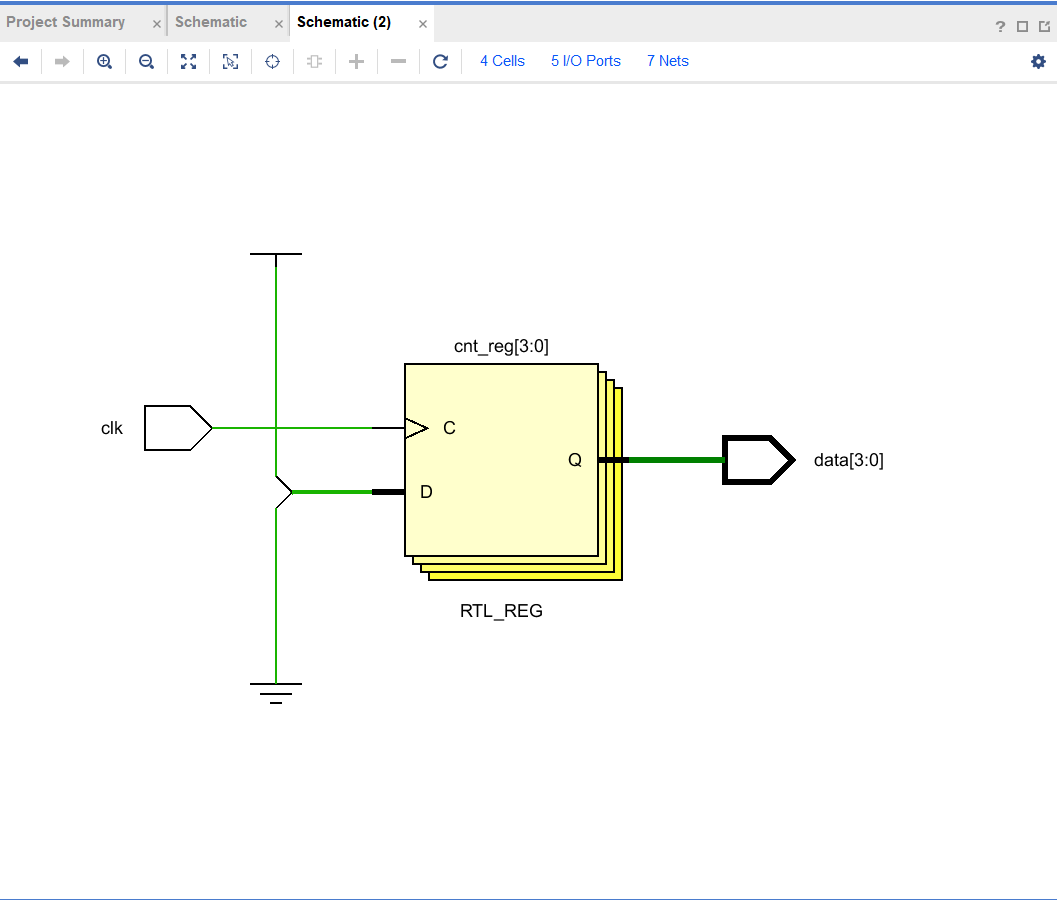 Project Summary × Schematic × Schematic (2) ×
?
4 Cells 5 I/O Ports 7 Nets
cnt_reg[3:0]
clk
C
Q
data[3:0]
D
RTL_REG